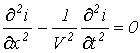 ∂²i/∂x² − 1/V² ∂²i/∂t² = 0